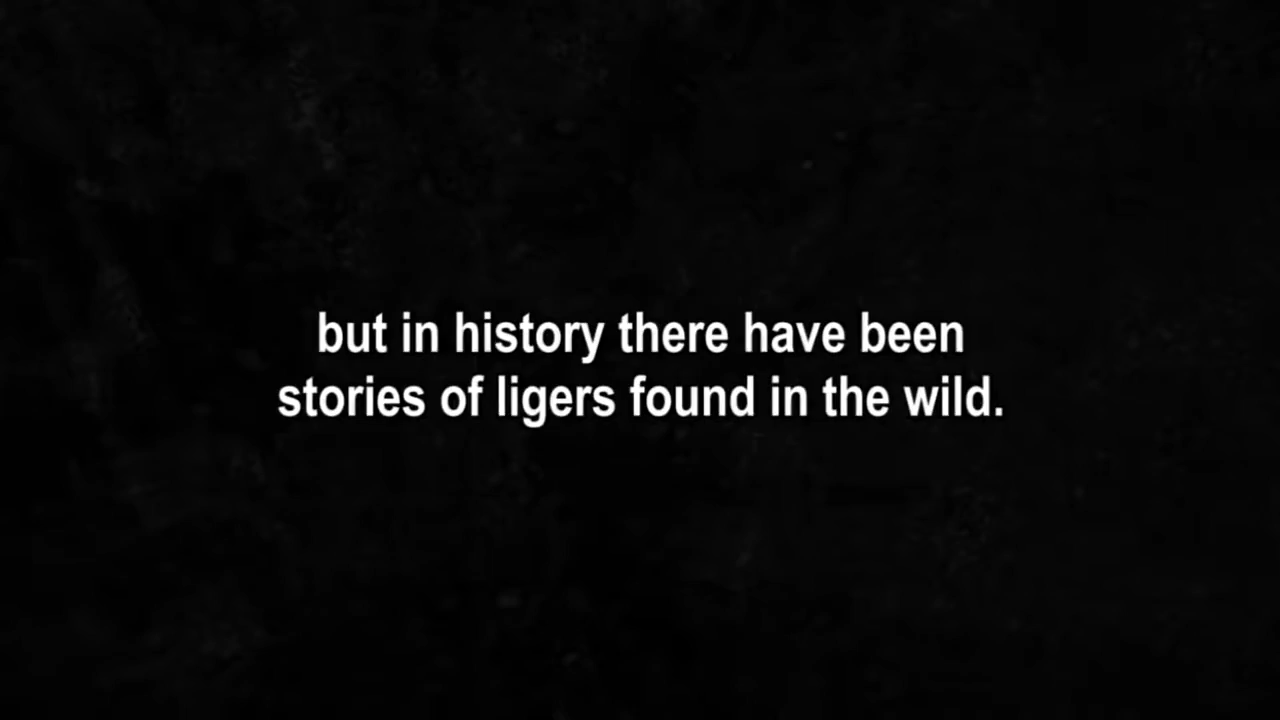 but in history there have been
stories of ligers found in the wild.